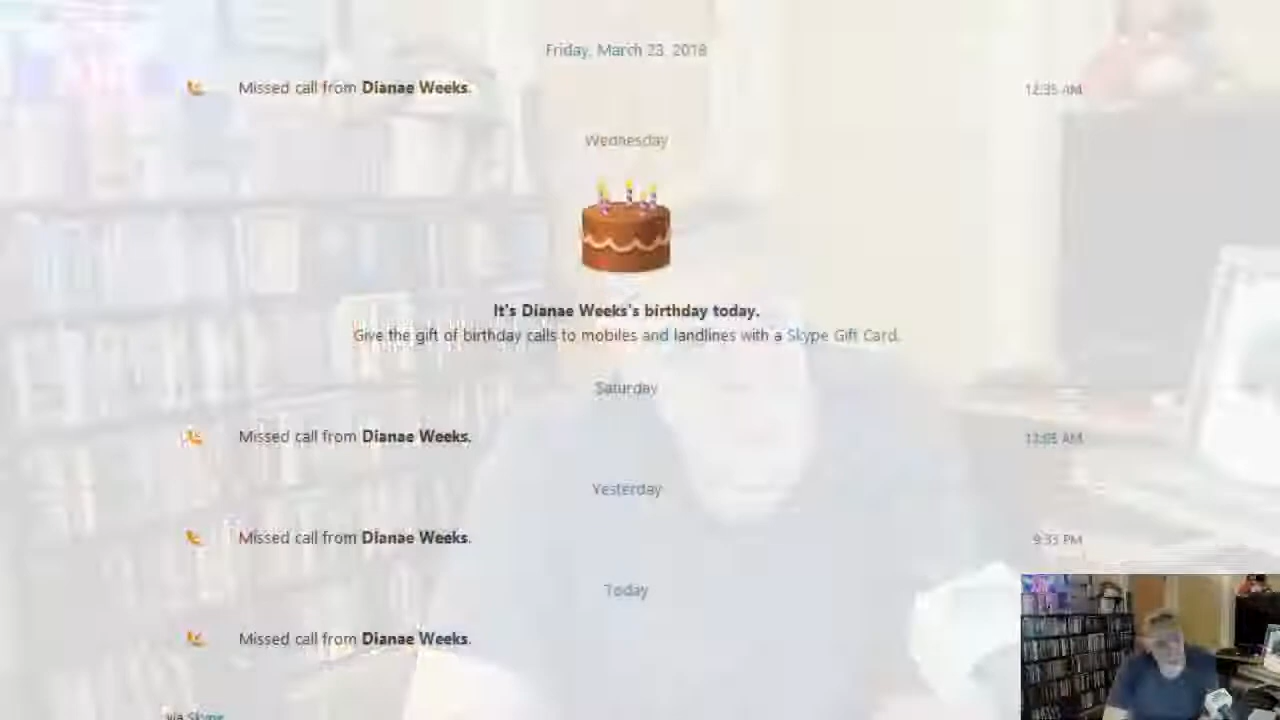 Friday, March 23, 2018
Missed call from Dianae Weeks. 12:35 AM
Wednesday
It's Dianae Weeks's birthday today.
Give the gift of birthday calls to mobiles and landlines with a Skype Gift Card.
Saturday
Missed call from Dianae Weeks.
Yesterday
Missed call from Dianae Weeks. 9:33 PM
Today
Missed call from Dianae Weeks.
via Skype